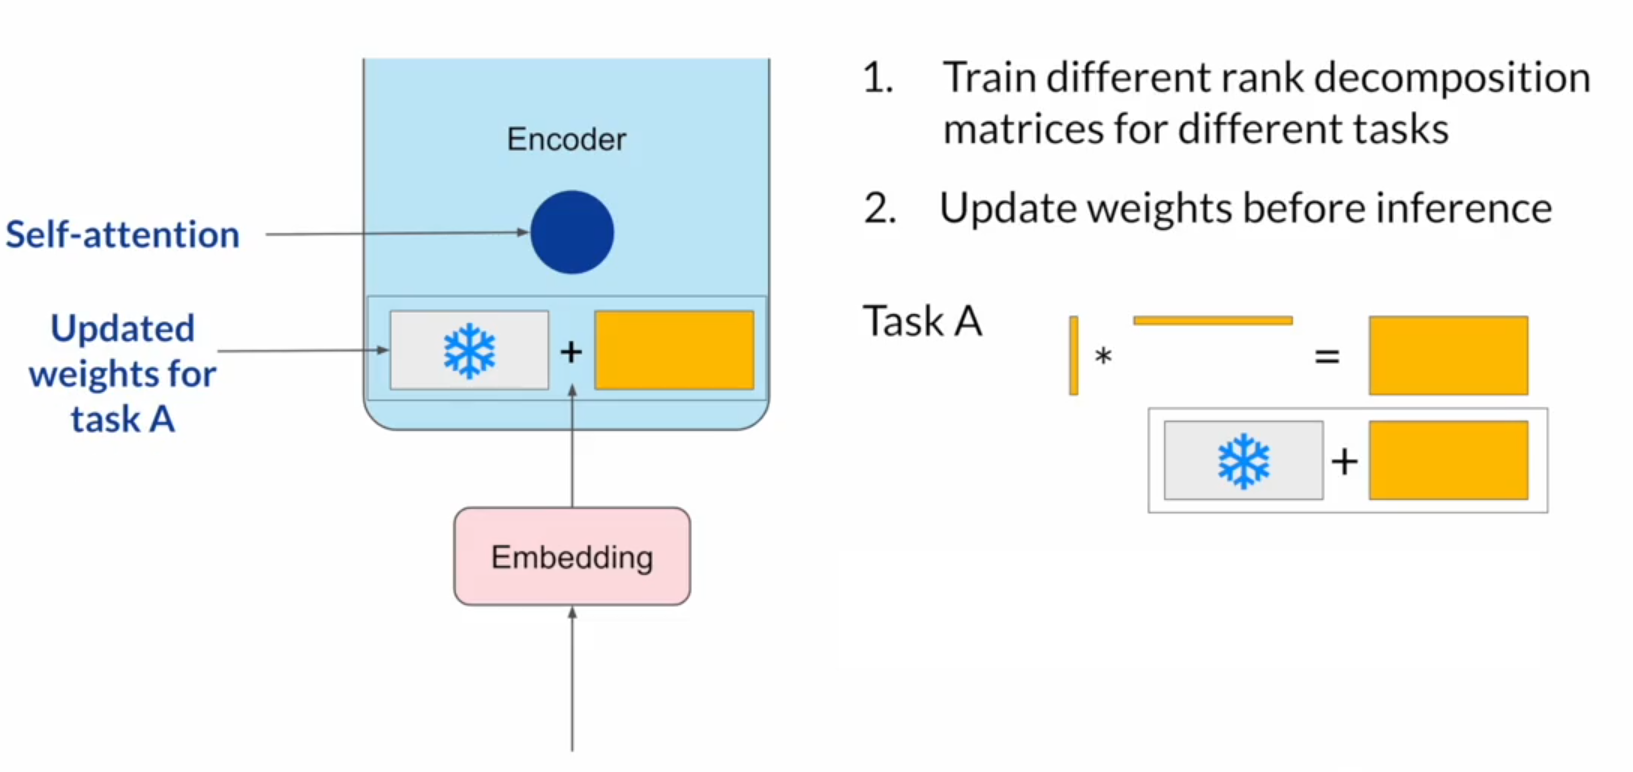 Encoder
Self-attention
Updated
weights for
task A
+
Embedding
1. Train different rank decomposition
matrices for different tasks
2. Update weights before inference
Task A
* =
+